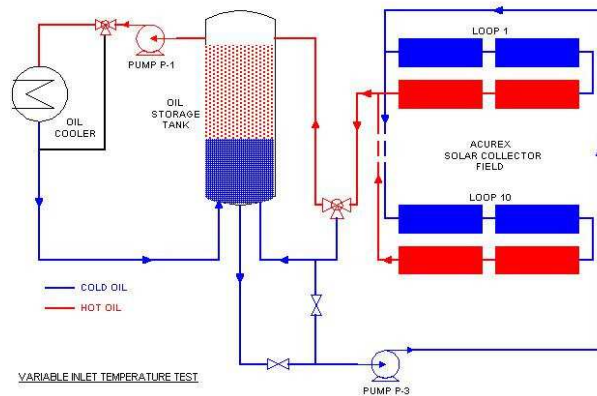 LOOP 1
PUMP P-1
OIL
STORAGE
TANK
OIL
COOLER
ACUREX
SOLAR COLLECTOR
FIELD
LOOP 10
COLD OIL
HOT OIL
VARIABLE INLET TEMPERATURE TEST
PUMP P-3